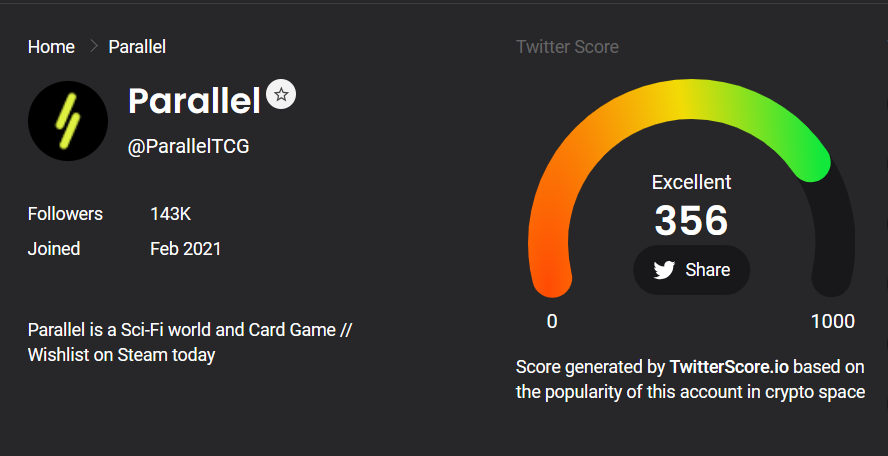 Home > Parallel
Parallel
@ParallelTCG
Followers 143K
Joined Feb 2021
Parallel is a Sci-Fi world and Card Game //
Wishlist on Steam today
Twitter Score
Excellent
356
Share
0 1000
Score generated by TwitterScore.io based on
the popularity of this account in crypto space